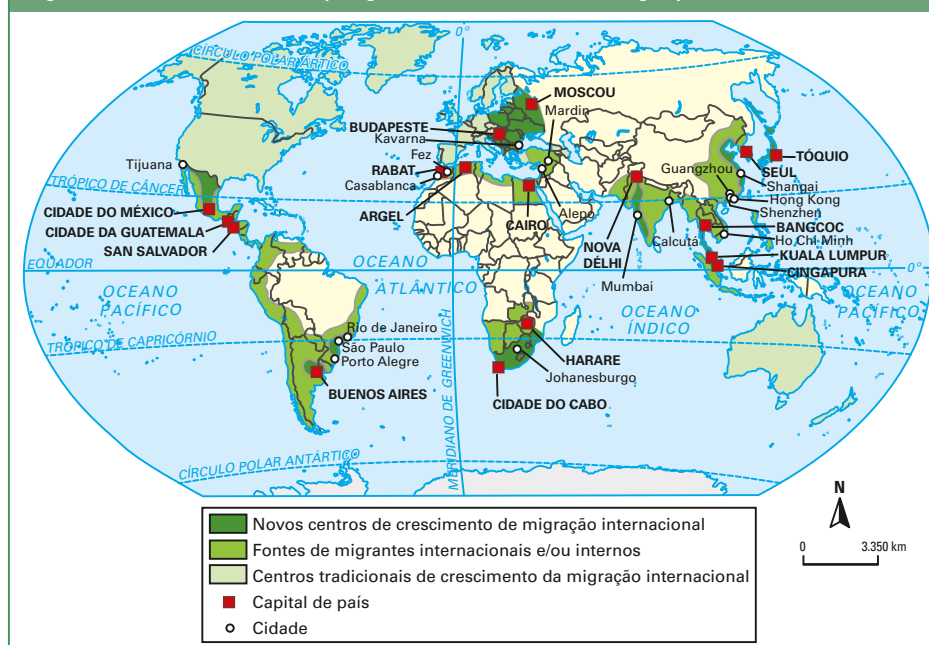 CÍRCULO POLAR ÁRTICO
0°
MOSCOU
Mardin
BUDAPESTE
Kavarna
Fez
Tijuana
RABAT
Casablanca
Guangzhou
TÓQUIO
SEUL
Shangai
TRÓPICO DE CÂNCER
Hong Kong
Shenzhen
CIDADE DO MÉXICO
ARGEL
CAIRO
Alepo
BANGCOC
CIDADE DA GUATEMALA
NOVA
DÉLHI
Calcutá
Ho Chi Minh
SAN SALVADOR
KUALA LUMPUR
EQUADOR
OCEANO
ATLÂNTICO
CINGAPURA
0°
Mumbai
OCEANO
PACÍFICO
OCEANO
ÍNDICO
OCEANO
PACÍFICO
Rio de Janeiro
TRÓPICO DE CAPRICÓRNIO
São Paulo
Porto Alegre
HARARE
Johanesburgo
BUENOS AIRES
CIDADE DO CABO
MERIDIANO DE GREENWICH
CÍRCULO POLAR ANTÁRTICO
N
0 3.350 km
Novos centros de crescimento de migração internacional
Fontes de migrantes internacionais e/ou internos
Centros tradicionais de crescimento da migração internacional
Capital de país
Cidade